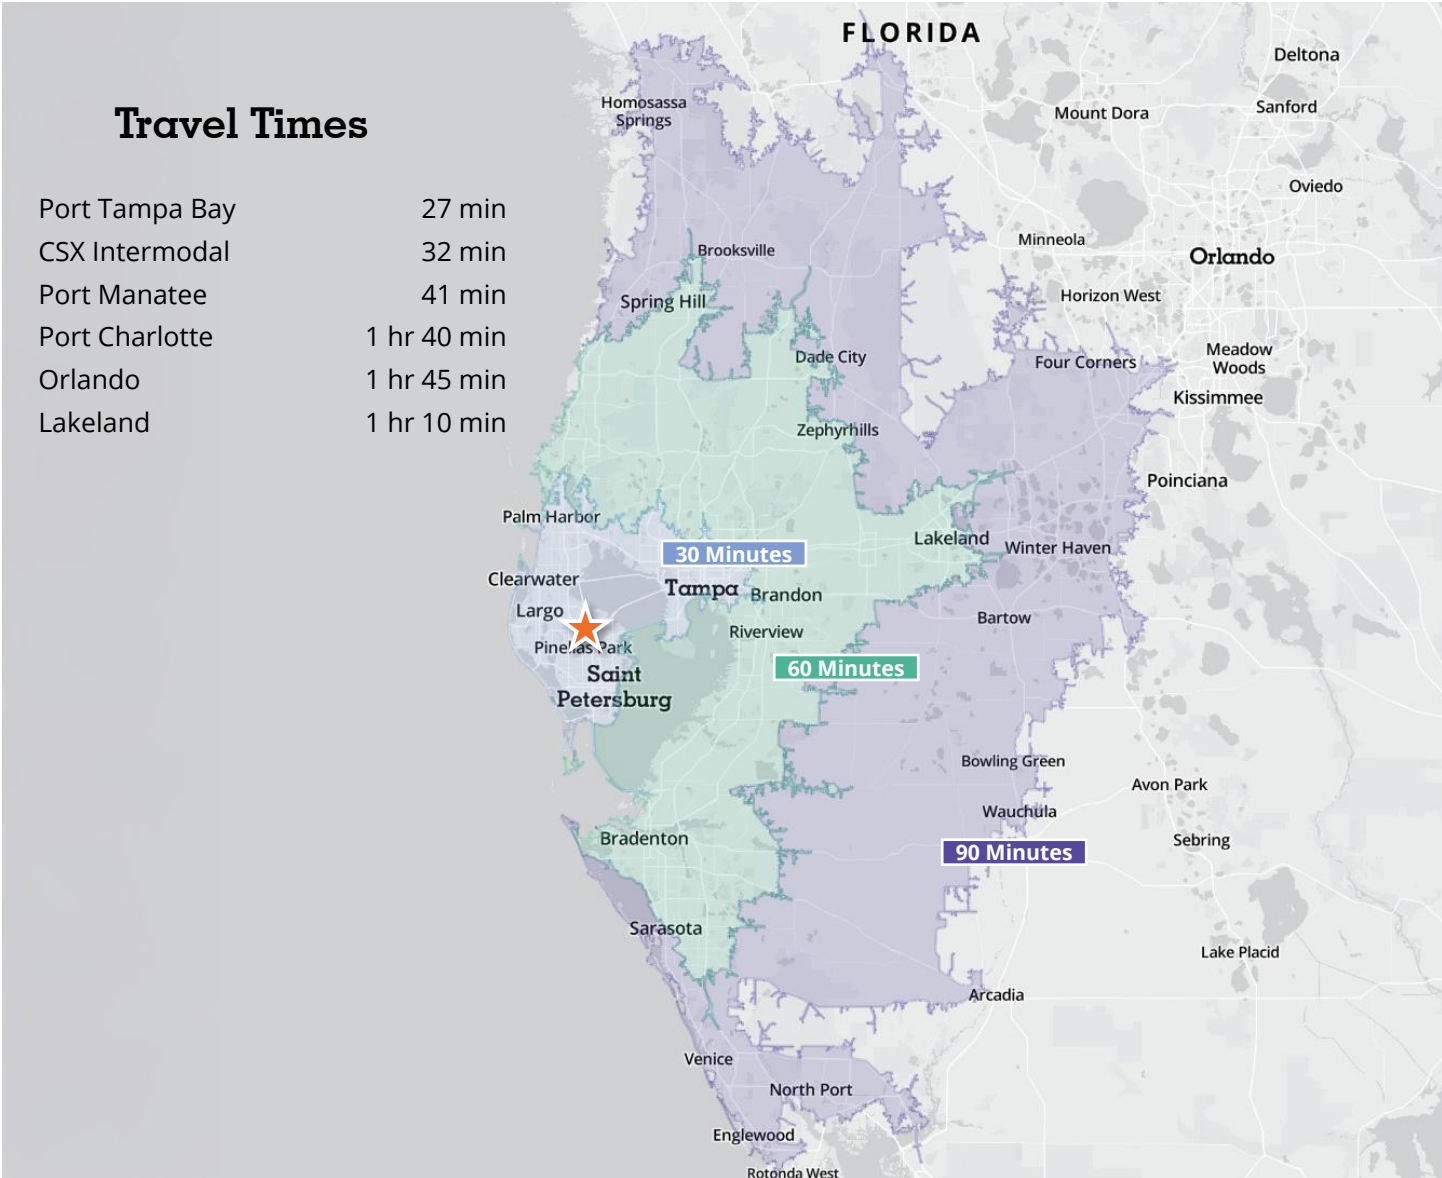 FLORIDA
Deltona
Homosassa
Springs
Mount Dora
Sanford
Travel Times
Oviedo
Port Tampa Bay 27 min
CSX Intermodal 32 min
Port Manatee 41 min
Port Charlotte 1 hr 40 min
Orlando 1 hr 45 min
Lakeland 1 hr 10 min
Minneola
Brooksville
Orlando
Spring Hill
Horizon West
Meadow
Woods
Dade City
Four Corners
Kissimmee
Zephyrhills
Poinciana
Palm Harbor
Lakeland
Winter Haven
30 Minutes
Clearwater
Tampa
Brandon
Largo
Bartow
Riverview
Pinellas Park
60 Minutes
Saint
Petersburg
Bowling Green
Avon Park
Wauchula
Bradenton
Sebring
90 Minutes
Sarasota
Lake Placid
Arcadia
Venice
North Port
Englewood
Rotonda West